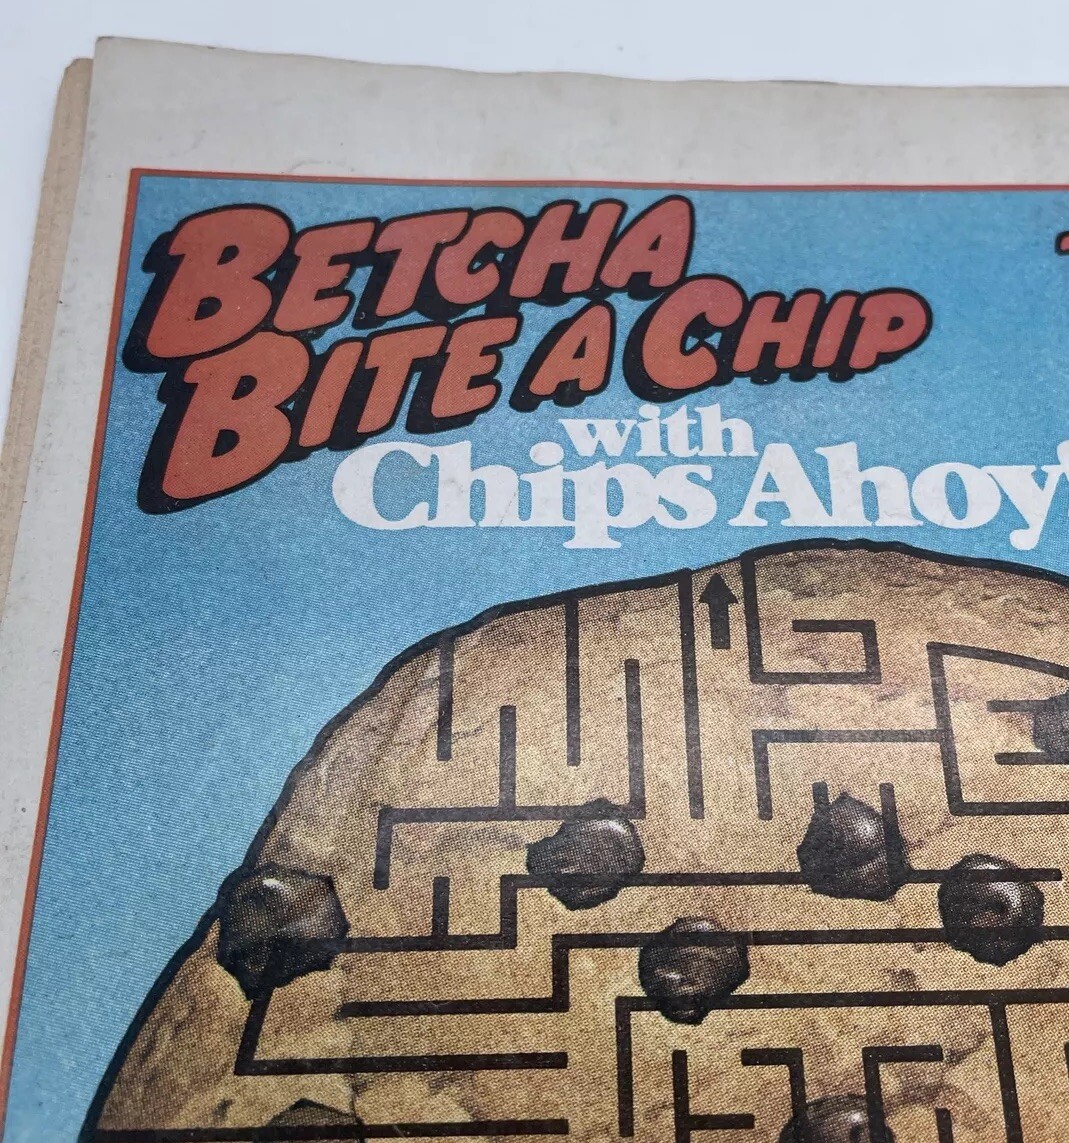 BETCHA
BITE A CHIP
with
Chips Ahoy